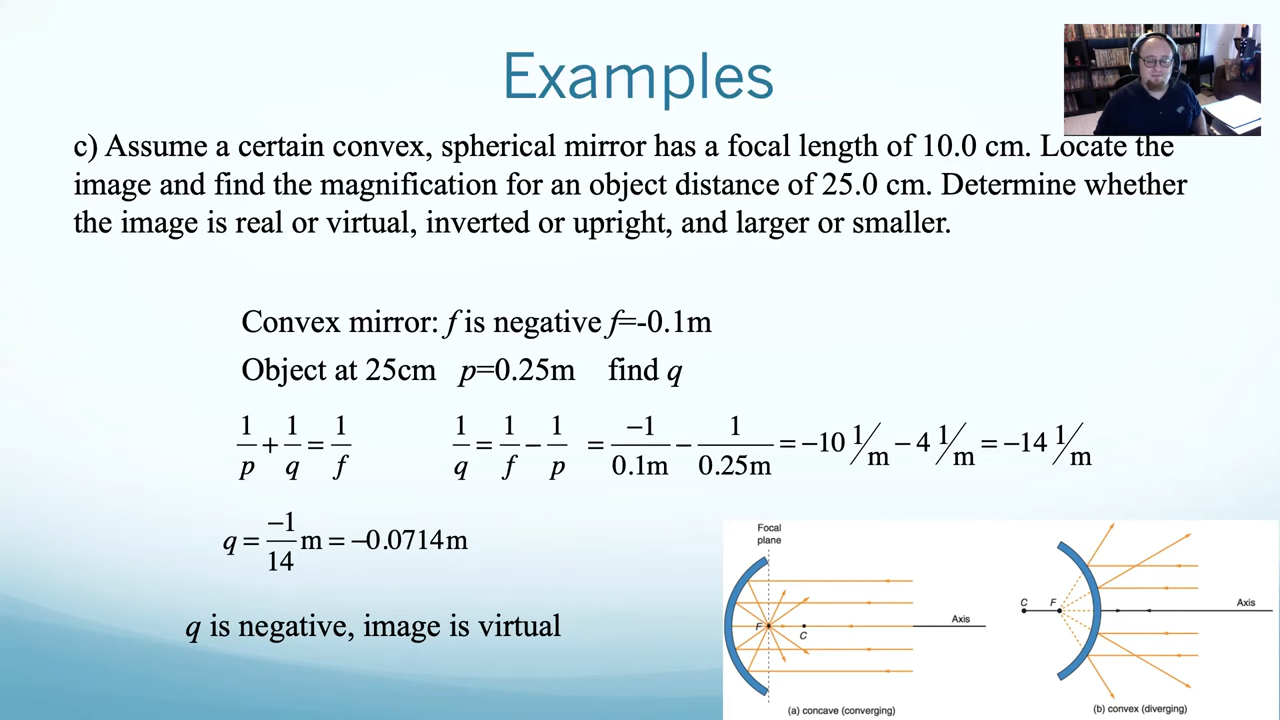 Examples
c) Assume a certain convex, spherical mirror has a focal length of 10.0 cm. Locate the
image and find the magnification for an object distance of 25.0 cm. Determine whether
the image is real or virtual, inverted or upright, and larger or smaller.
Convex mirror: f is negative f=-0.1m
Object at 25cm p=0.25m find q
1/p + 1/q = 1/f 1/q = 1/f − 1/p = −1/0.1m − 1/0.25m = −10 1/m − 4 1/m = −14 1/m
q = −1/14 m = −0.0714 m
q is negative, image is virtual
Focal
plane
F
C
Axis
(a) concave (converging)
C F
Axis
(b) convex (diverging)